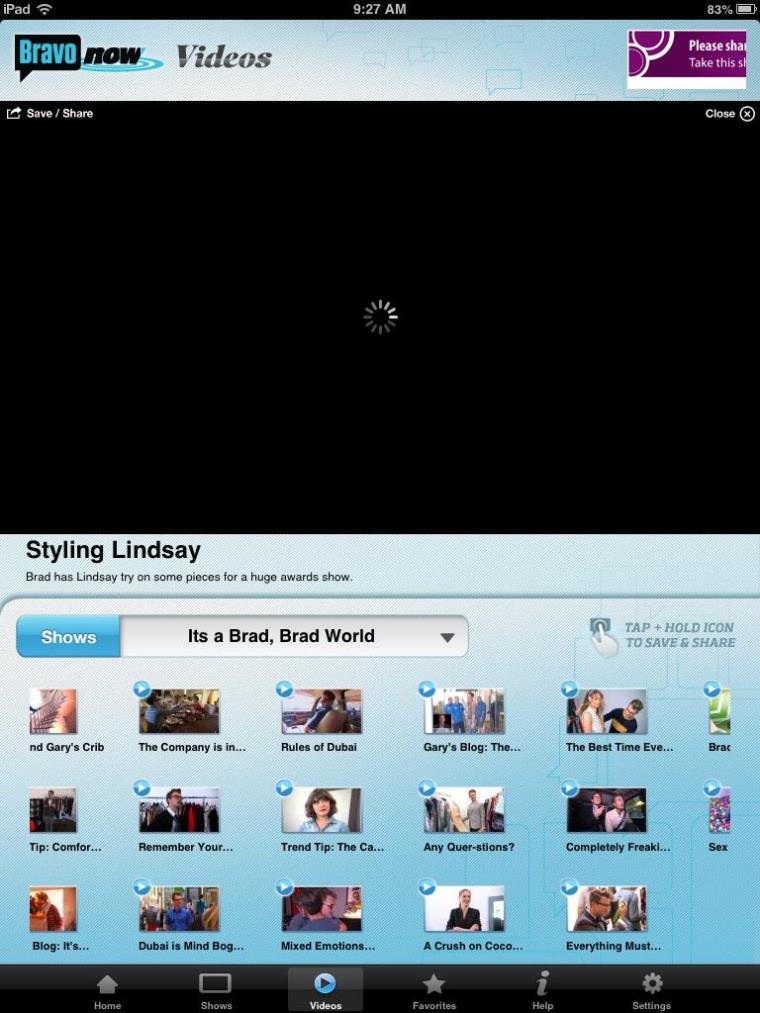 iPad 9:27 AM 83%
Bravo now Videos
Please shar
Take this sh
Save / Share Close
Styling Lindsay
Brad has Lindsay try on some pieces for a huge awards show.
Shows Its a Brad, Brad World
TAP + HOLD ICON
TO SAVE & SHARE
nd Gary's Crib The Company is in... Rules of Dubai Gary's Blog: The... The Best Time Eve... Brad
Tip: Comfor... Remember Your... Trend Tip: The Ca... Any Quer-stions? Completely Freaki... Sex
Blog: It's... Dubai is Mind Bog... Mixed Emotions... A Crush on Coco... Everything Must...
Home Shows Videos Favorites Help Settings